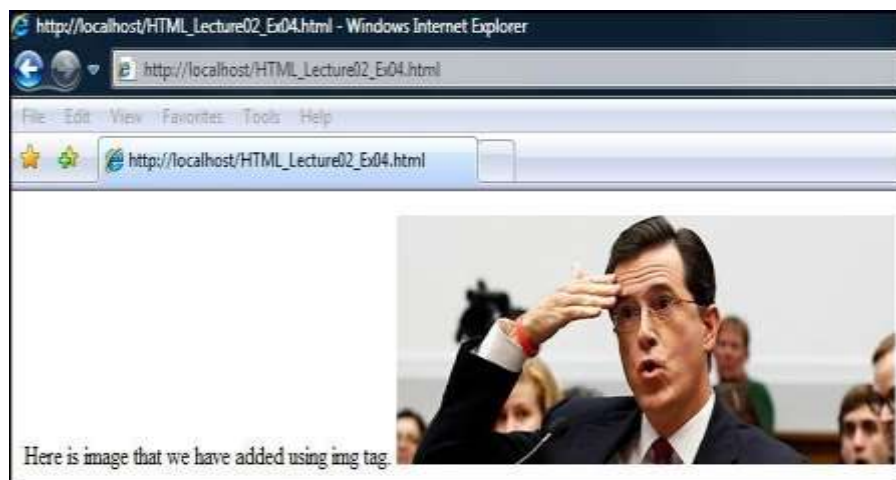 http://localhost/HTML_Lecture02_Ex04.html - Windows Internet Explorer
http://localhost/HTML_Lecture02_Ex04.html
File Edit View Favorites Tools Help
http://localhost/HTML_Lecture02_Ex04.html
Here is image that we have added using img tag.